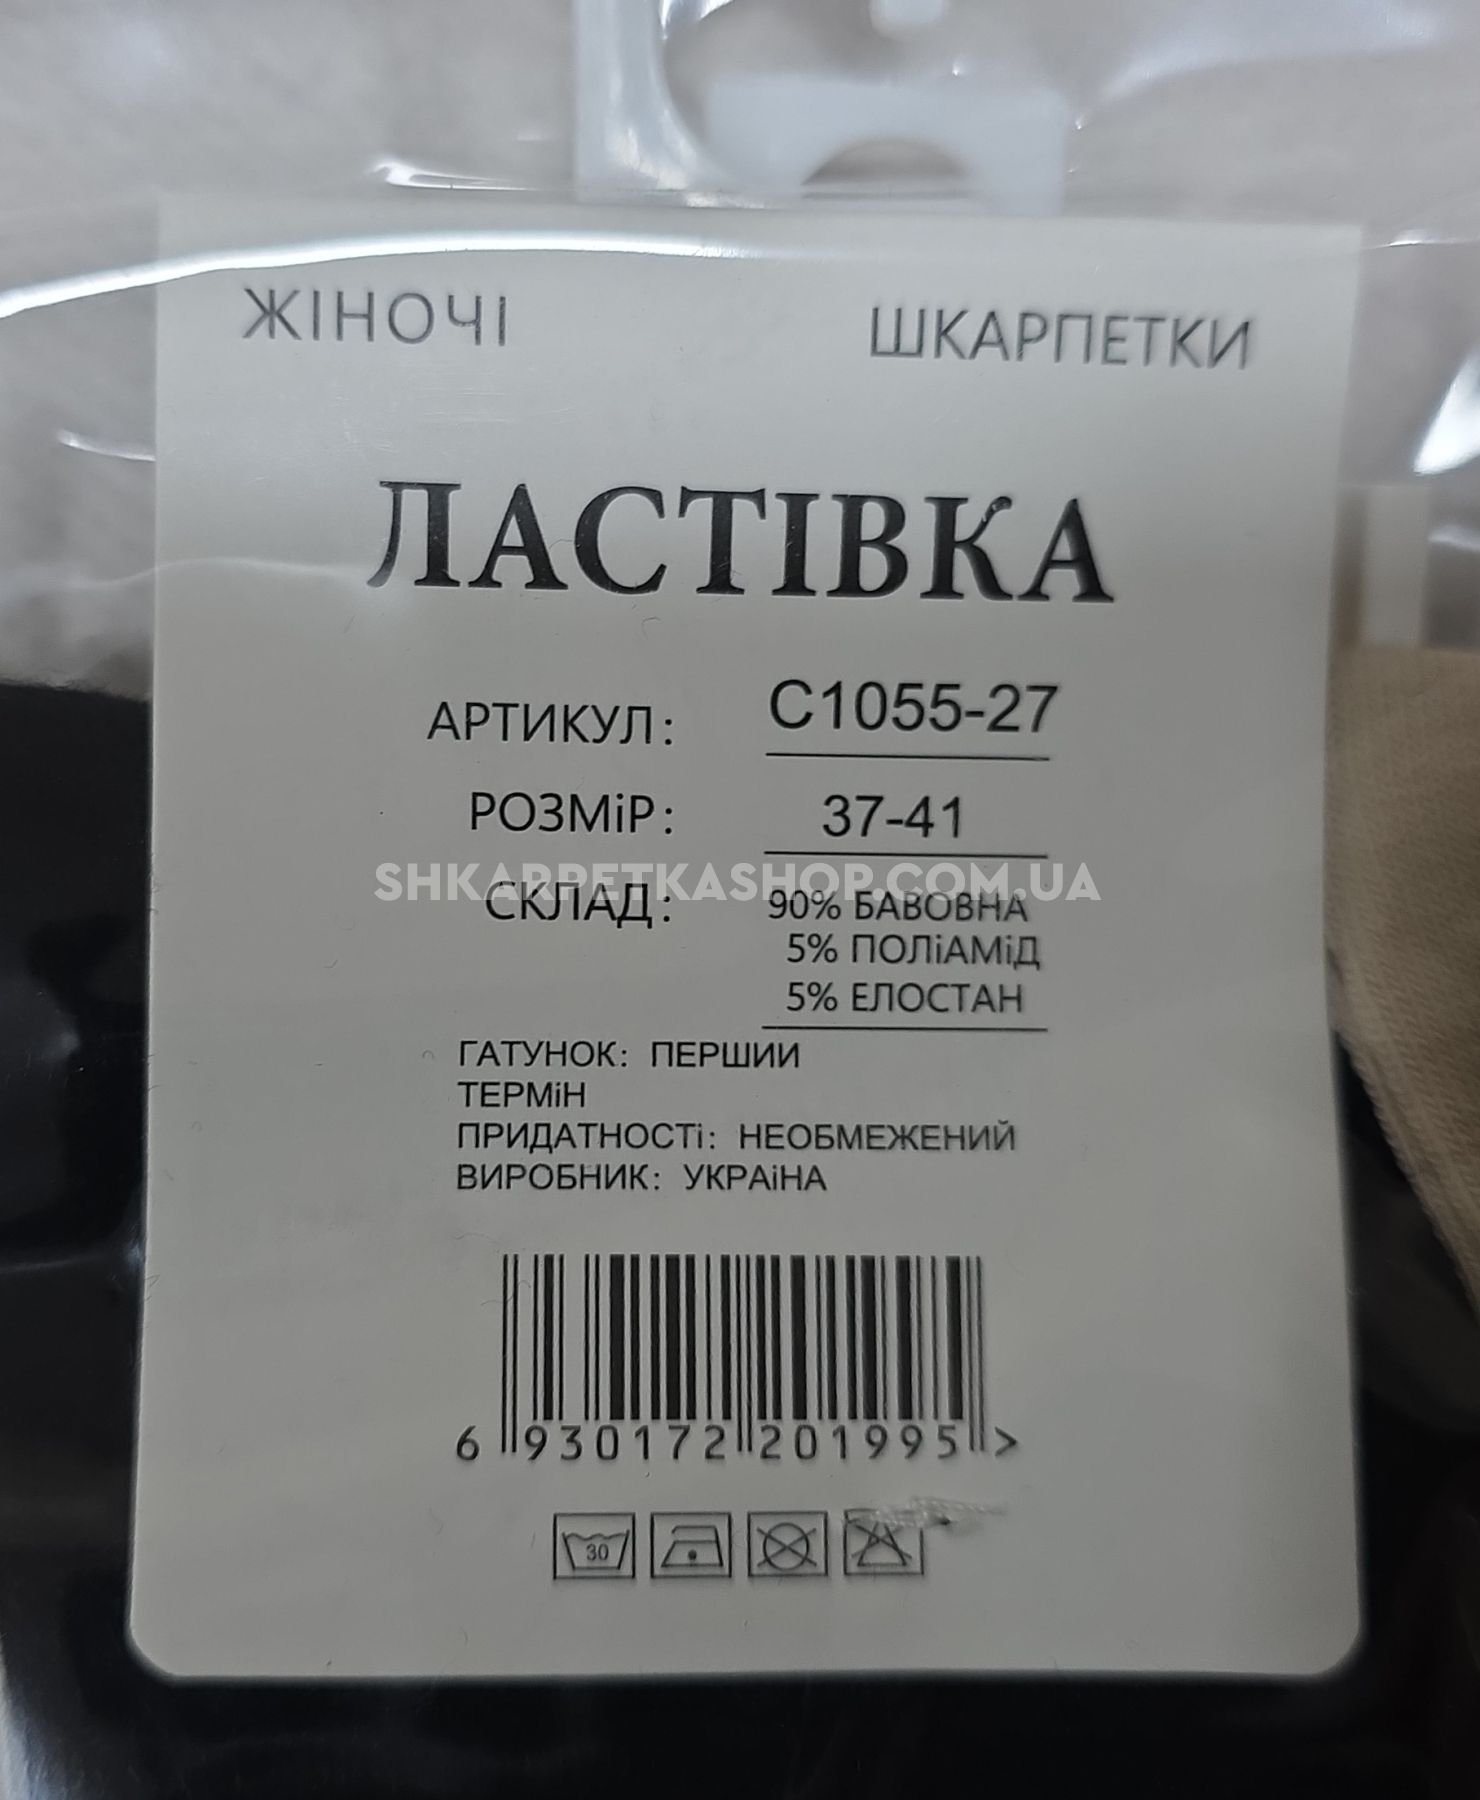 ЖІНОЧІ ШКАРПЕТКИ
ЛАСТІВКА
АРТИКУЛ: C1055-27
РОЗМіР: 37-41
SHKARPETKASHOP.COM.UA
СКЛАД: 90% БАВОВНА
5% ПОЛіАМіД
5% ЕЛОСТАН
ГАТУНОК: ПЕРШИИ
ТЕРМіН
ПРИДАТНОСТі: НЕОБМЕЖЕНИЙ
ВИРОБНИК: УКРАіНА
6 930172 201995 >
30